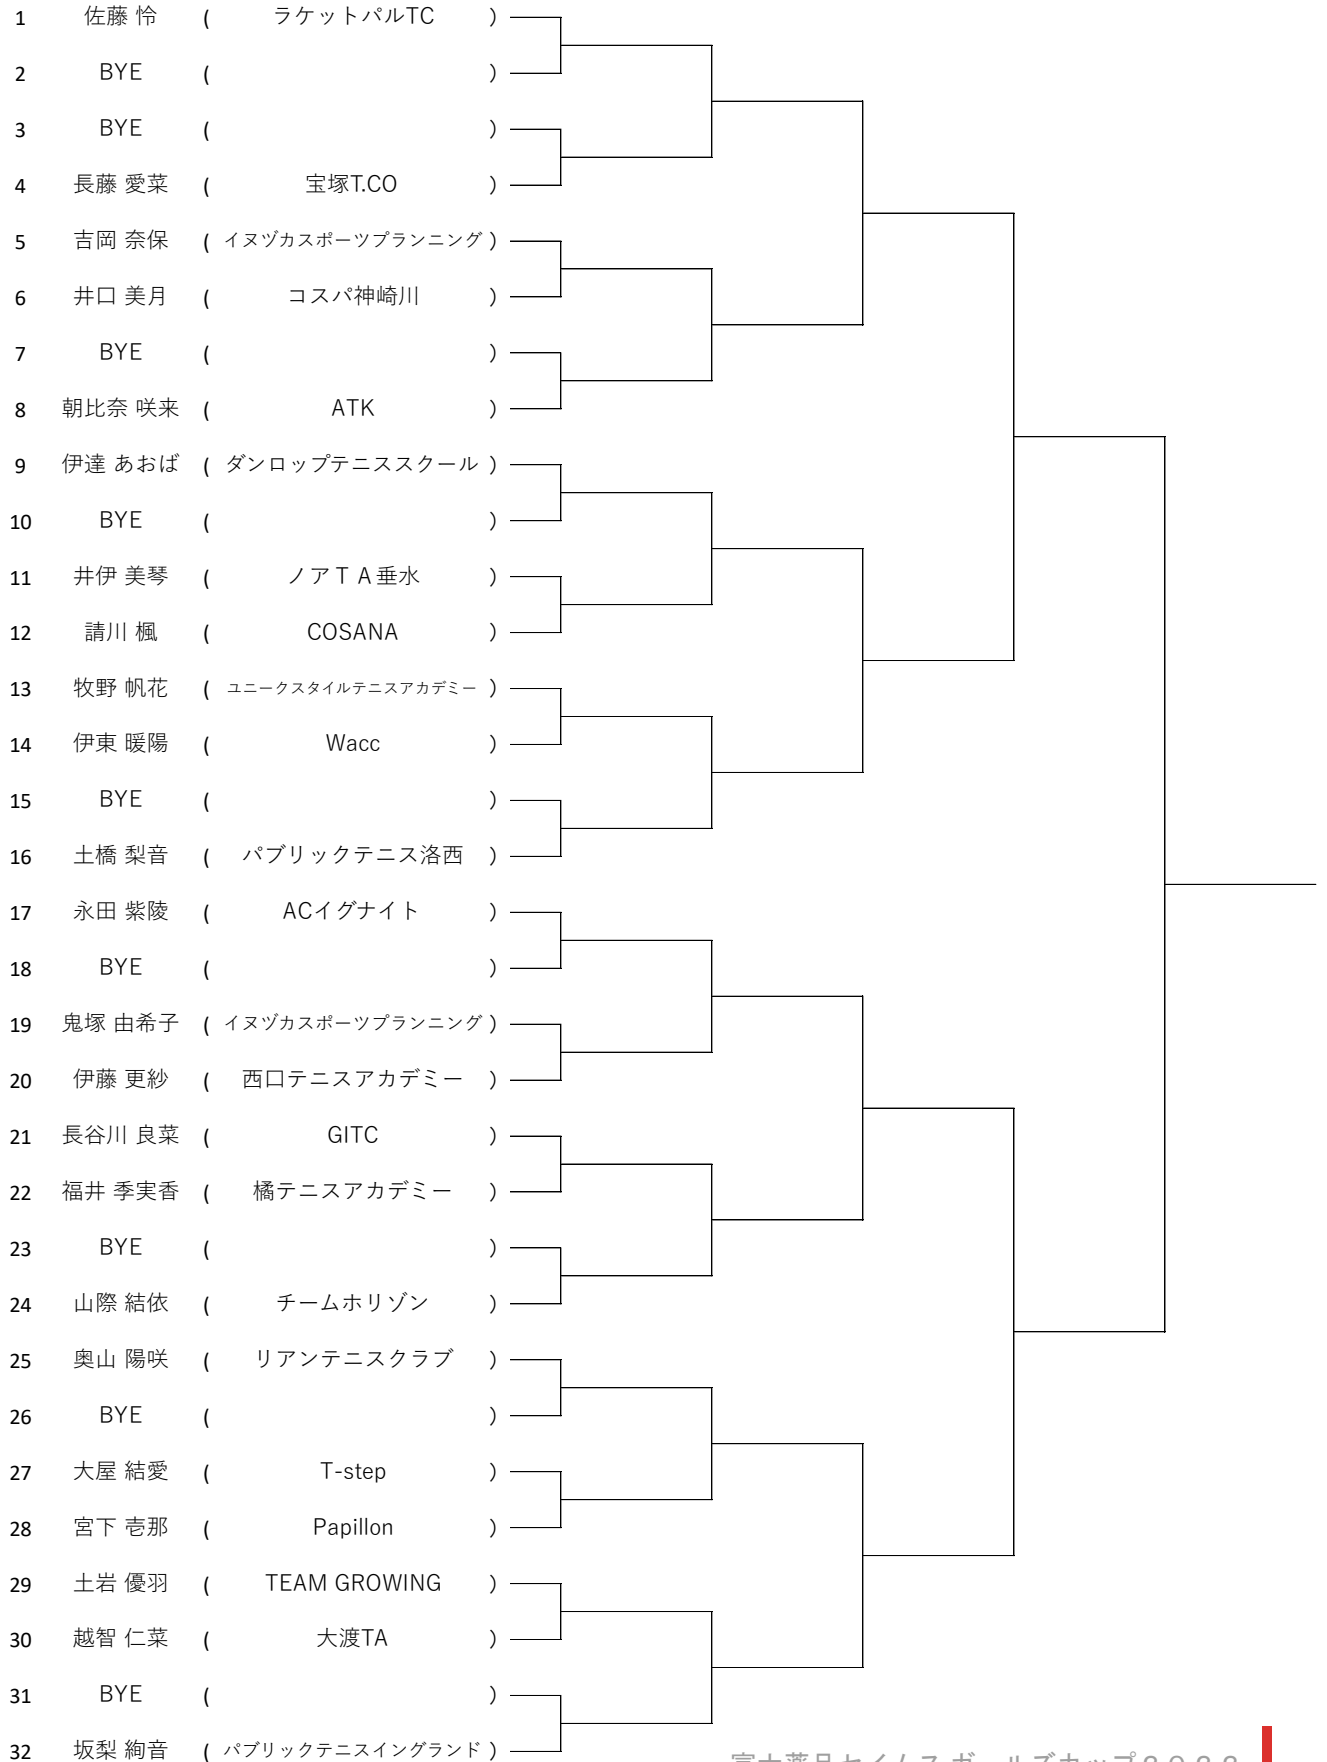 1 佐藤 怜 ( ラケットパルTC )
2 BYE ( )
3 BYE ( )
4 長藤 愛菜 ( 宝塚T.CO )
5 吉岡 奈保 ( イヌヅカスポーツプランニング )
6 井口 美月 ( コスパ神崎川 )
7 BYE ( )
8 朝比奈 咲来 ( ATK )
9 伊達 あおば ( ダンロップテニススクール )
10 BYE ( )
11 井伊 美琴 ( ノアＴＡ垂水 )
12 請川 楓 ( COSANA )
13 牧野 帆花 ( ユニークスタイルテニスアカデミー )
14 伊東 暖陽 ( Wacc )
15 BYE ( )
16 土橋 梨音 ( パブリックテニス洛西 )
17 永田 紫陵 ( ACイグナイト )
18 BYE ( )
19 鬼塚 由希子 ( イヌヅカスポーツプランニング )
20 伊藤 更紗 ( 西口テニスアカデミー )
21 長谷川 良菜 ( GITC )
22 福井 季実香 ( 橘テニスアカデミー )
23 BYE ( )
24 山際 結依 ( チームホリゾン )
25 奥山 陽咲 ( リアンテニスクラブ )
26 BYE ( )
27 大屋 結愛 ( T-step )
28 宮下 壱那 ( Papillon )
29 土岩 優羽 ( TEAM GROWING )
30 越智 仁菜 ( 大渡TA )
31 BYE ( )
32 坂梨 絢音 ( パブリックテニスイングランド )